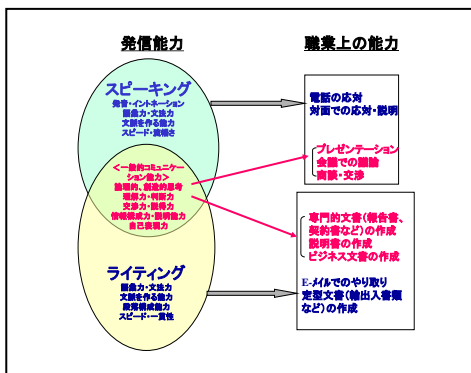 発信能力
職業上の能力
スピーキング
発音・イントネーション
語彙力・文法力
文脈を作る能力
スピード・流暢さ
＜一般的コミュニケー
ション能力＞
論理的、創造的思考
理解力・判断力
交渉力・説得力
情報構成力・説明能力
自己表現力
ライティング
語彙力・文法力
文脈を作る能力
段落構成能力
スピード・一貫性
電話の応対
対面での応対・説明
プレゼンテーション
会議での議論
商談・交渉
専門的文書（報告書、
契約書など）の作成
説明書の作成
ビジネス文書の作成
E-メイルでのやり取り
定型文書（輸出入書類
など）の作成